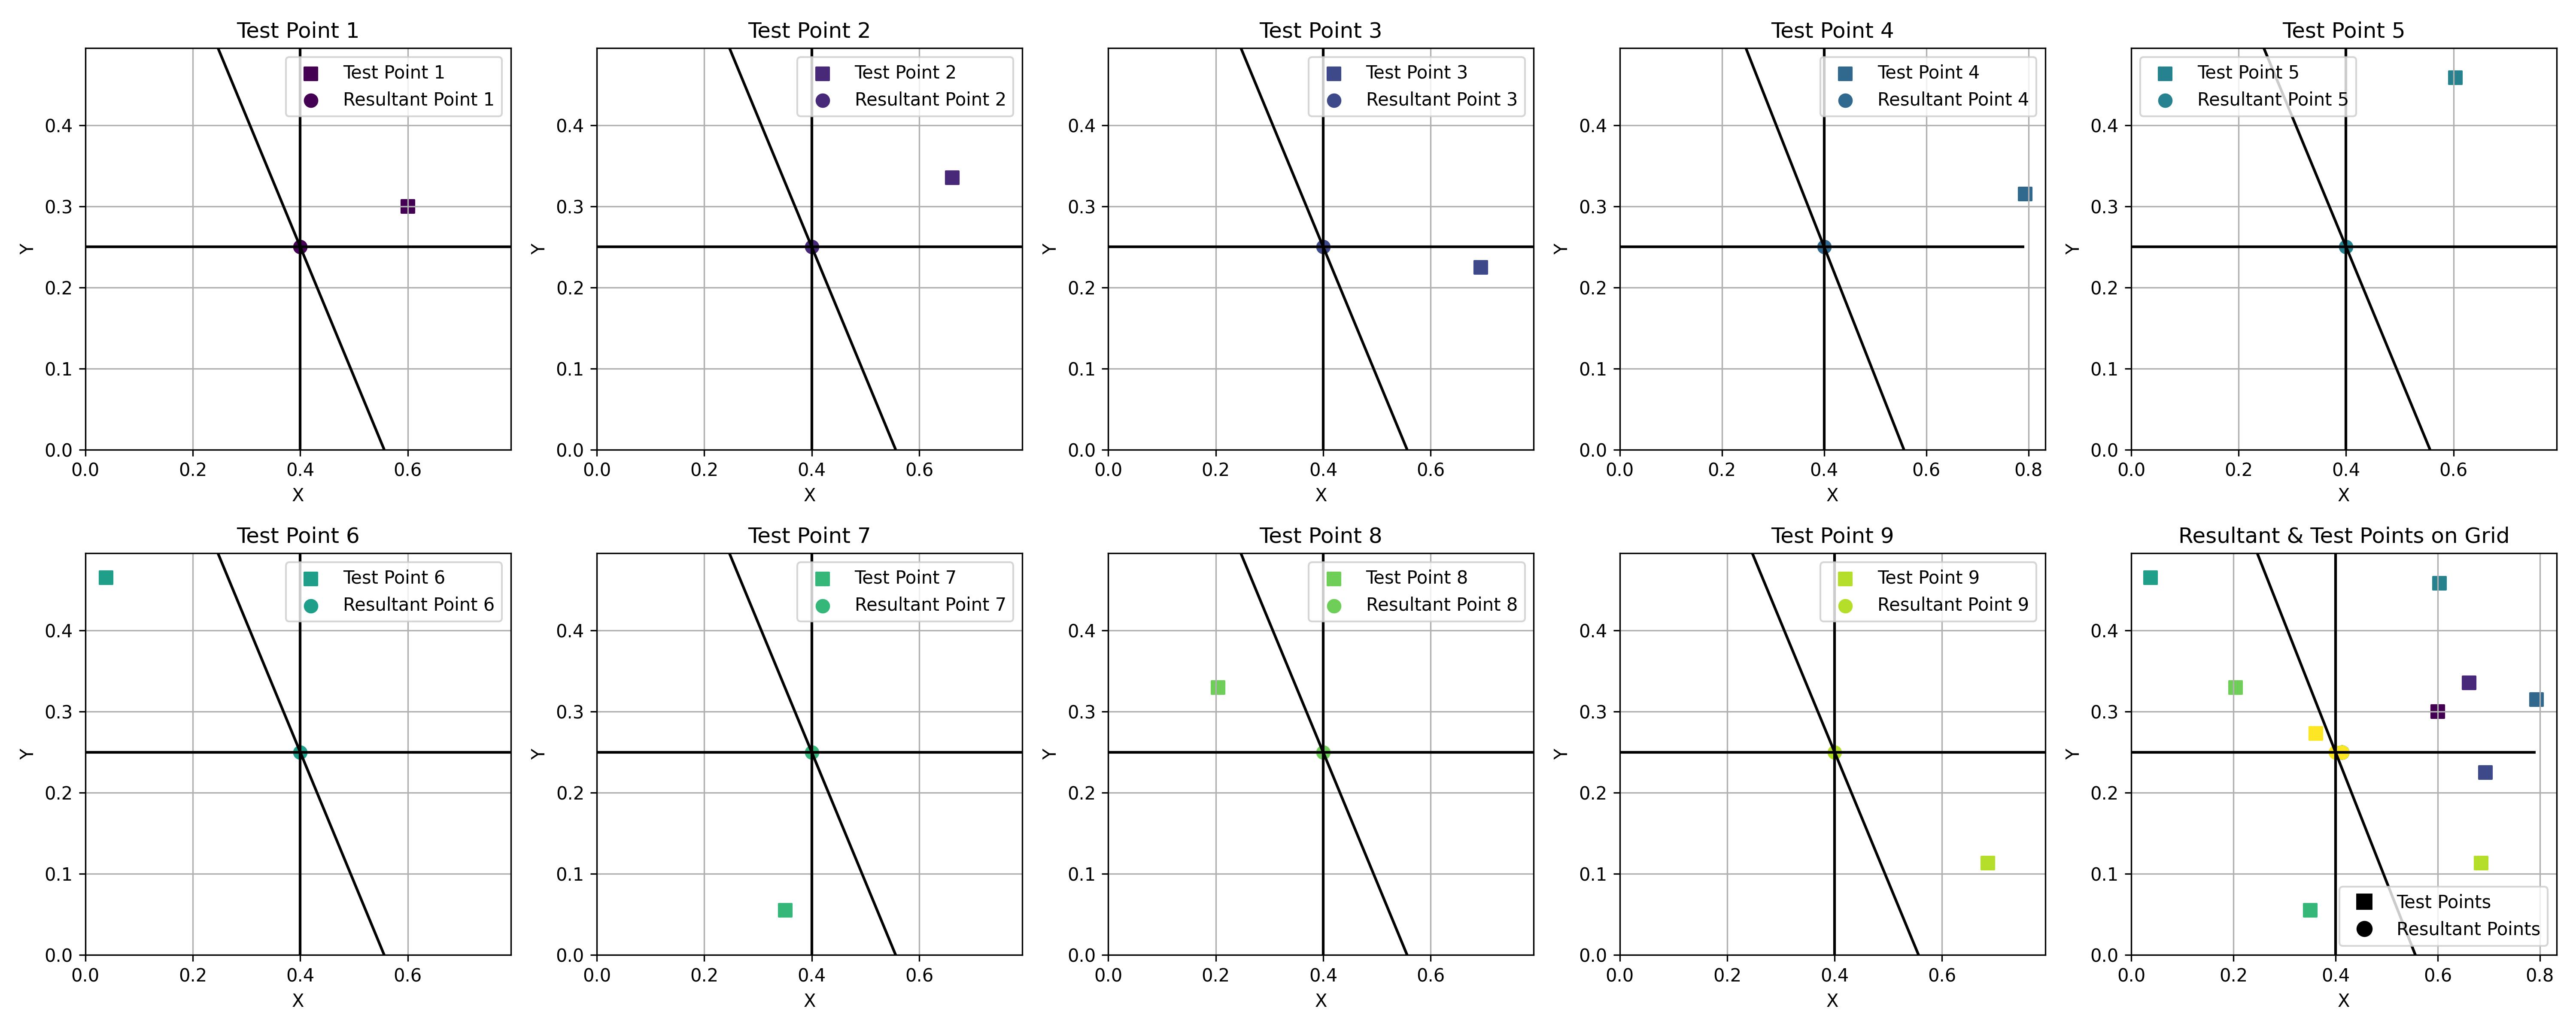 Test Point 1
Test Point 1
Resultant Point 1
0.4
0.3
0.2
0.1
0.0
Y
0.0 0.2 0.4 0.6
X
Test Point 2
Test Point 2
Resultant Point 2
0.4
0.3
0.2
0.1
0.0
Y
0.0 0.2 0.4 0.6
X
Test Point 3
Test Point 3
Resultant Point 3
0.4
0.3
0.2
0.1
0.0
Y
0.0 0.2 0.4 0.6
X
Test Point 4
Test Point 4
Resultant Point 4
0.4
0.3
0.2
0.1
0.0
Y
0.0 0.2 0.4 0.6 0.8
X
Test Point 5
Test Point 5
Resultant Point 5
0.4
0.3
0.2
0.1
0.0
Y
0.0 0.2 0.4 0.6
X
Test Point 6
Test Point 6
Resultant Point 6
0.4
0.3
0.2
0.1
0.0
Y
0.0 0.2 0.4 0.6
X
Test Point 7
Test Point 7
Resultant Point 7
0.4
0.3
0.2
0.1
0.0
Y
0.0 0.2 0.4 0.6
X
Test Point 8
Test Point 8
Resultant Point 8
0.4
0.3
0.2
0.1
0.0
Y
0.0 0.2 0.4 0.6
X
Test Point 9
Test Point 9
Resultant Point 9
0.4
0.3
0.2
0.1
0.0
Y
0.0 0.2 0.4 0.6
X
Resultant & Test Points on Grid
0.4
0.3
0.2
0.1
0.0
Y
Test Points
Resultant Points
0.0 0.2 0.4 0.6 0.8
X